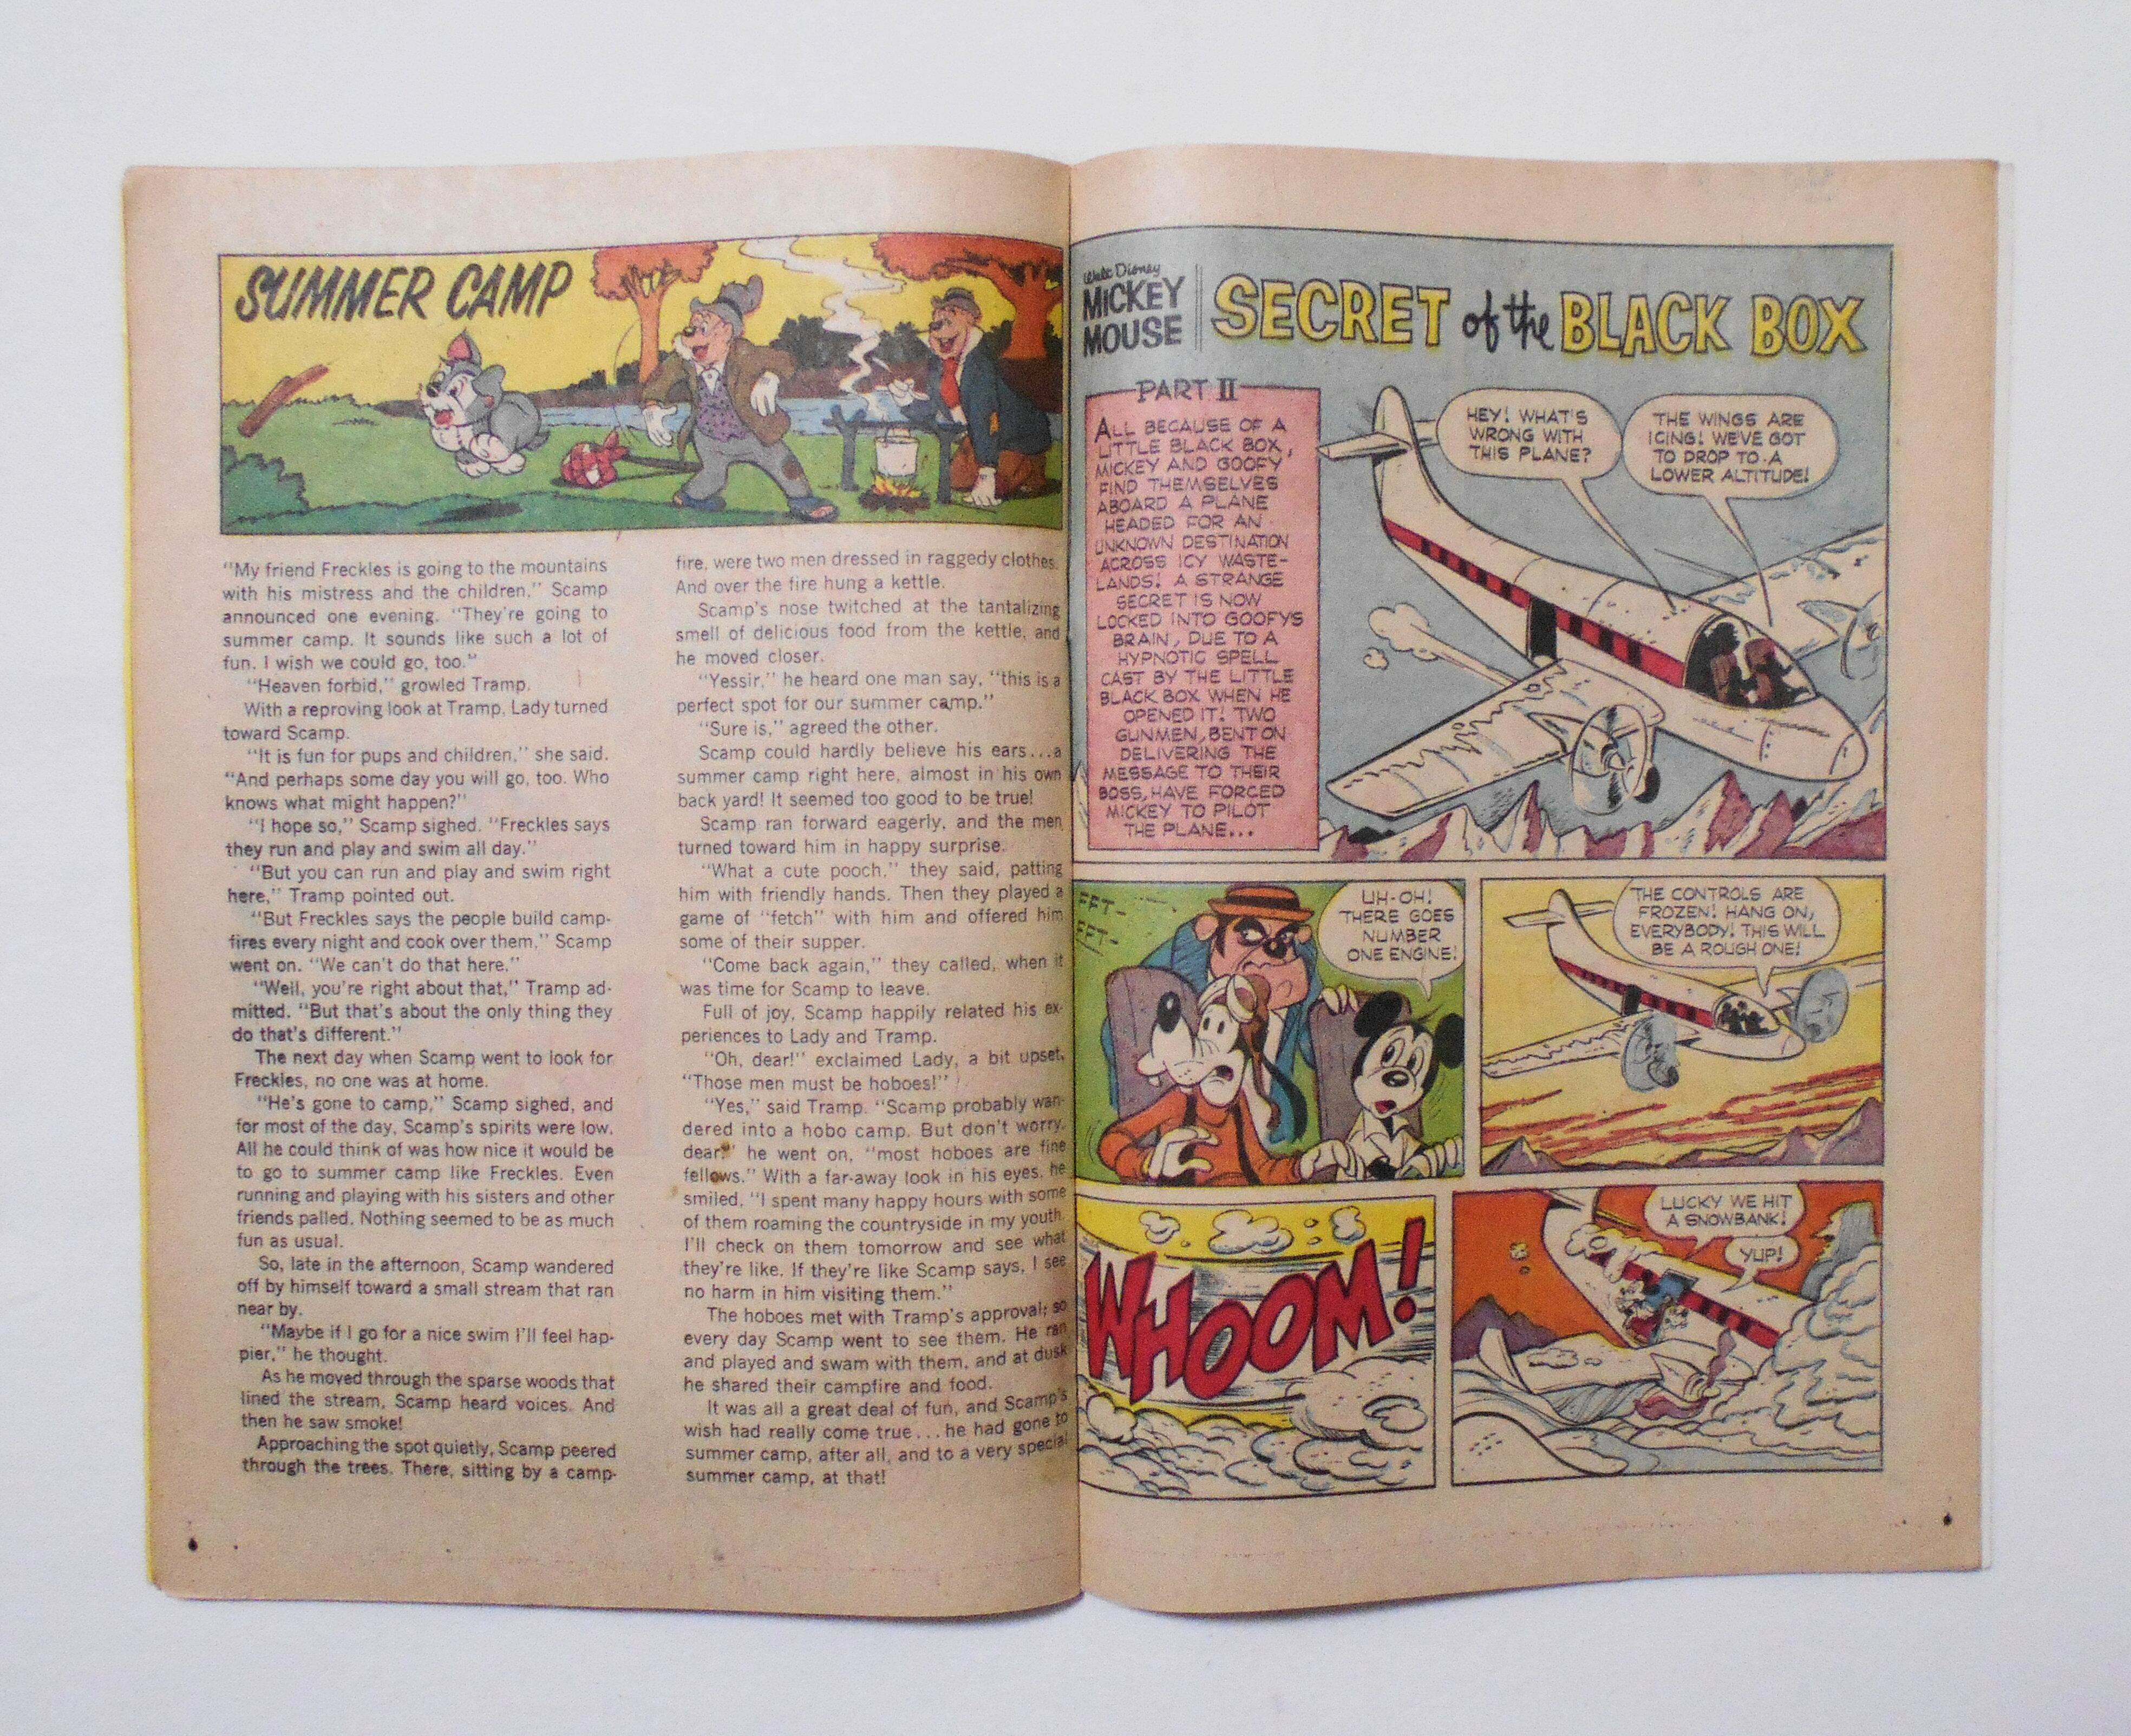 SUMMER CAMP
"My friend Freckles is going to the mountains
with his mistress and the children," Scamp
announced one evening. "They're going to
summer camp. It sounds like such a lot of
fun. I wish we could go, too."
"Heaven forbid," growled Tramp.
With a reproving look at Tramp, Lady turned
toward Scamp.
"It is fun for pups and children," she said.
"And perhaps some day you will go, too. Who
knows what might happen?"
"I hope so," Scamp sighed. "Freckles says
they run and play and swim all day."
"But you can run and play and swim right
here," Tramp pointed out.
"But Freckles says the people build camp-
fires every night and cook over them," Scamp
went on. "We can't do that here."
"Well, you're right about that," Tramp ad-
mitted. "But that's about the only thing they
do that's different."
The next day when Scamp went to look for
Freckles, no one was at home.
"He's gone to camp," Scamp sighed, and
for most of the day, Scamp's spirits were low.
All he could think of was how nice it would be
to go to summer camp like Freckles. Even
running and playing with his sisters and other
friends palled. Nothing seemed to be as much
fun as usual.
So, late in the afternoon, Scamp wandered
off by himself toward a small stream that ran
near by.
"Maybe if I go for a nice swim I'll feel hap-
pier," he thought.
As he moved through the sparse woods that
lined the stream, Scamp heard voices. And
then he saw smoke!
Approaching the spot quietly, Scamp peered
through the trees. There, sitting by a camp-
fire, were two men dressed in raggedy clothes.
And over the fire hung a kettle.
Scamp's nose twitched at the tantalizing
smell of delicious food from the kettle, and
he moved closer.
"Yessir," he heard one man say, "this is a
perfect spot for our summer camp."
"Sure is," agreed the other.
Scamp could hardly believe his ears...a
summer camp right here, almost in his own
back yard! It seemed too good to be true!
Scamp ran forward eagerly, and the men
turned toward him in happy surprise.
"What a cute pooch," they said, patting
him with friendly hands. Then they played a
game of "fetch" with him and offered him
some of their supper.
"Come back again," they called, when it
was time for Scamp to leave.
Full of joy, Scamp happily related his ex-
periences to Lady and Tramp.
"Oh, dear!" exclaimed Lady, a bit upset.
"Those men must be hoboes!"
"Yes," said Tramp. "Scamp probably wan-
dered into a hobo camp. But don't worry,
dear," he went on, "most hoboes are fine
fellows." With a far-away look in his eyes, he
smiled. "I spent many happy hours with some
of them roaming the countryside in my youth.
I'll check on them tomorrow and see what
they're like. If they're like Scamp says, I see
no harm in him visiting them."
The hoboes met with Tramp's approval; so
every day Scamp went to see them. He ran
and played and swam with them, and at dusk
he shared their campfire and food.
It was all a great deal of fun, and Scamp's
wish had really come true...he had gone to
summer camp, after all, and to a very special
summer camp, at that!
Walt Disney
MICKEY
MOUSE
SECRET of the BLACK BOX
PART II
ALL BECAUSE OF A
LITTLE BLACK BOX,
MICKEY AND GOOFY
FIND THEMSELVES
ABOARD A PLANE
HEADED FOR AN
UNKNOWN DESTINATION
ACROSS ICY WASTE-
LANDS! A STRANGE
SECRET IS NOW
LOCKED INTO GOOFY'S
BRAIN, DUE TO A
HYPNOTIC SPELL
CAST BY THE LITTLE
BLACK BOX WHEN HE
OPENED IT! TWO
GUNMEN, BENT ON
DELIVERING THE
MESSAGE TO THEIR
BOSS, HAVE FORCED
MICKEY TO PILOT
THE PLANE...
HEY! WHAT'S
WRONG WITH
THIS PLANE?
THE WINGS ARE
ICING! WE'VE GOT
TO DROP TO A
LOWER ALTITUDE!
FFT-
FFT-
UH-OH!
THERE GOES
NUMBER
ONE ENGINE!
THE CONTROLS ARE
FROZEN! HANG ON,
EVERYBODY! THIS WILL
BE A ROUGH ONE!
WHOOM!
LUCKY WE HIT
A SNOWBANK!
YUP!